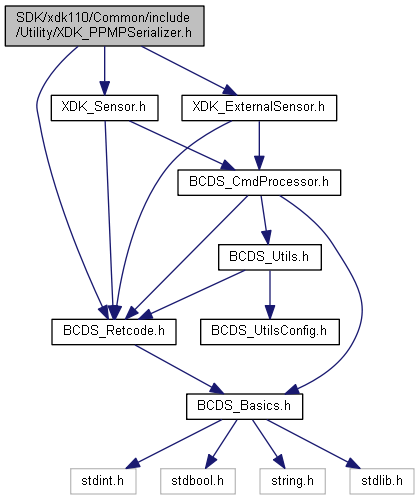 SDK/xdk110/Common/include
/Utility/XDK_PPMPSerializer.h
XDK_Sensor.h
XDK_ExternalSensor.h
BCDS_CmdProcessor.h
BCDS_Utils.h
BCDS_Retcode.h
BCDS_UtilsConfig.h
BCDS_Basics.h
stdint.h
stdbool.h
string.h
stdlib.h